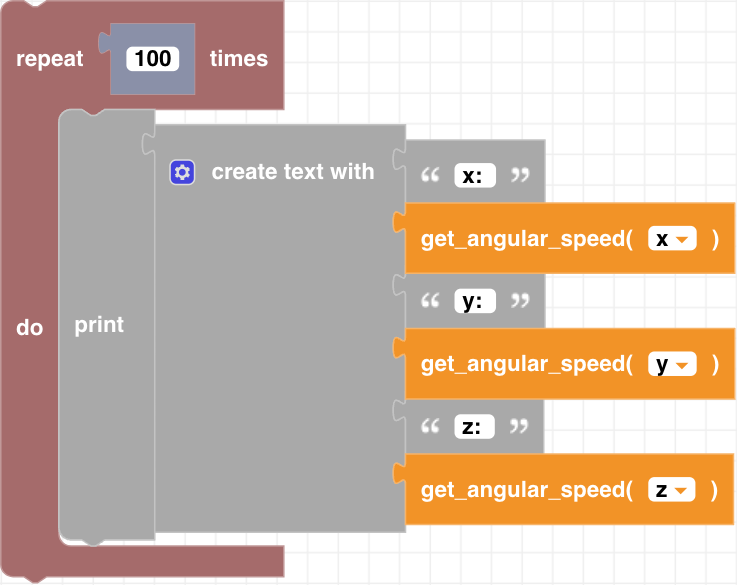 repeat 100 times
create text with “ x: ”
get_angular_speed( x )
“ y: ”
do print
get_angular_speed( y )
“ z: ”
get_angular_speed( z )